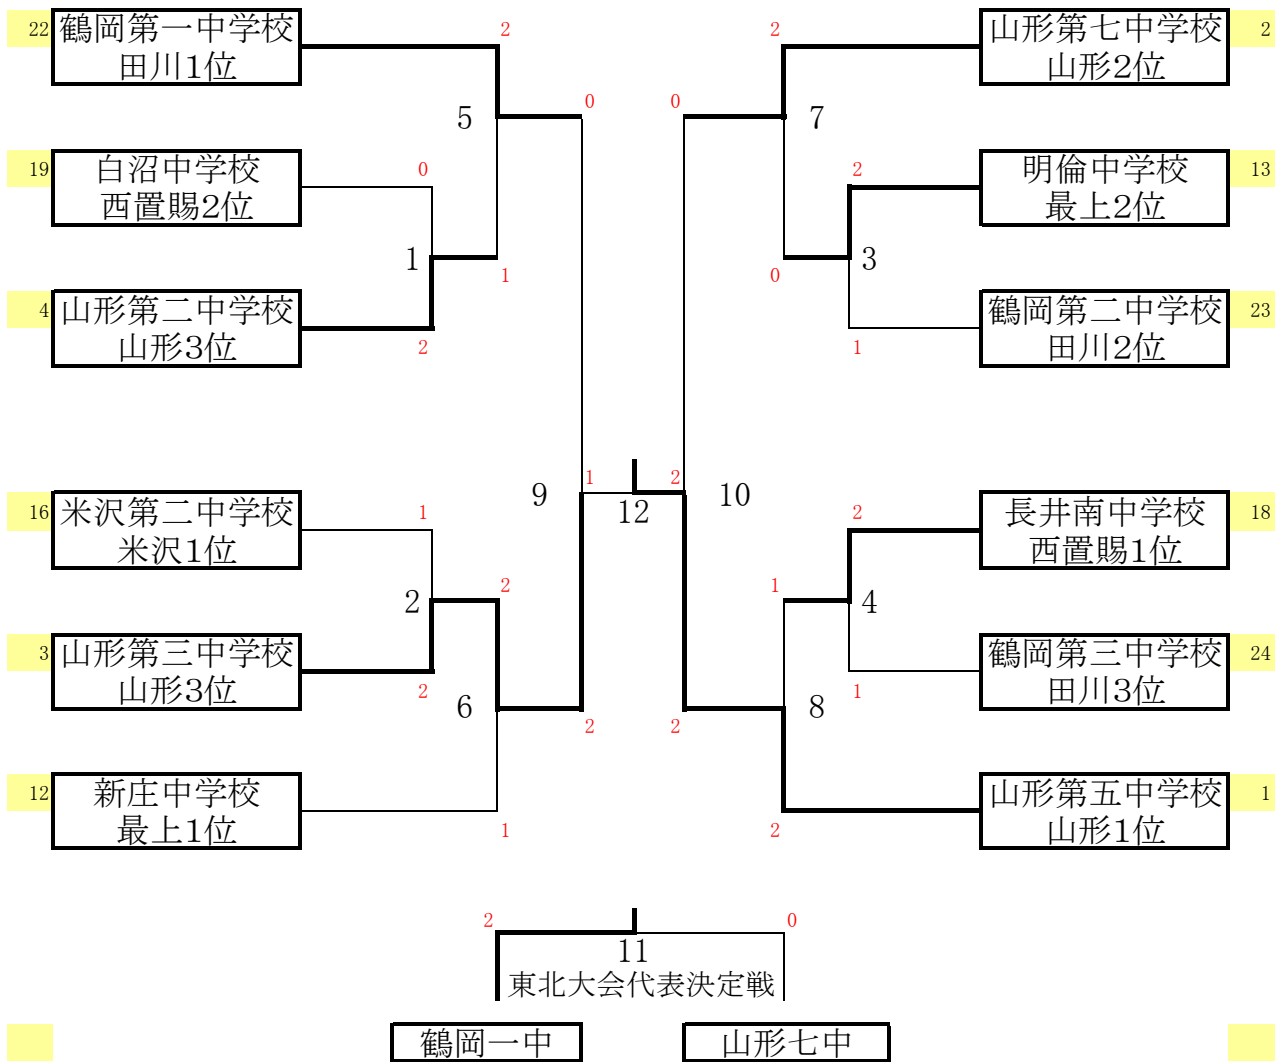 22
鶴岡第一中学校
田川1位
2
2
山形第七中学校
山形2位
2
5
0
0
7
19
白沼中学校
西置賜2位
0
2
明倫中学校
最上2位
13
1
1
0
3
4
山形第二中学校
山形3位
2
1
鶴岡第二中学校
田川2位
23
9
1
12
2
10
16
米沢第二中学校
米沢1位
1
2
長井南中学校
西置賜1位
18
2
2
1
4
3
山形第三中学校
山形3位
2
1
鶴岡第三中学校
田川3位
24
6
2
2
8
12
新庄中学校
最上1位
1
2
山形第五中学校
山形1位
1
2
0
11
東北大会代表決定戦
鶴岡一中
山形七中